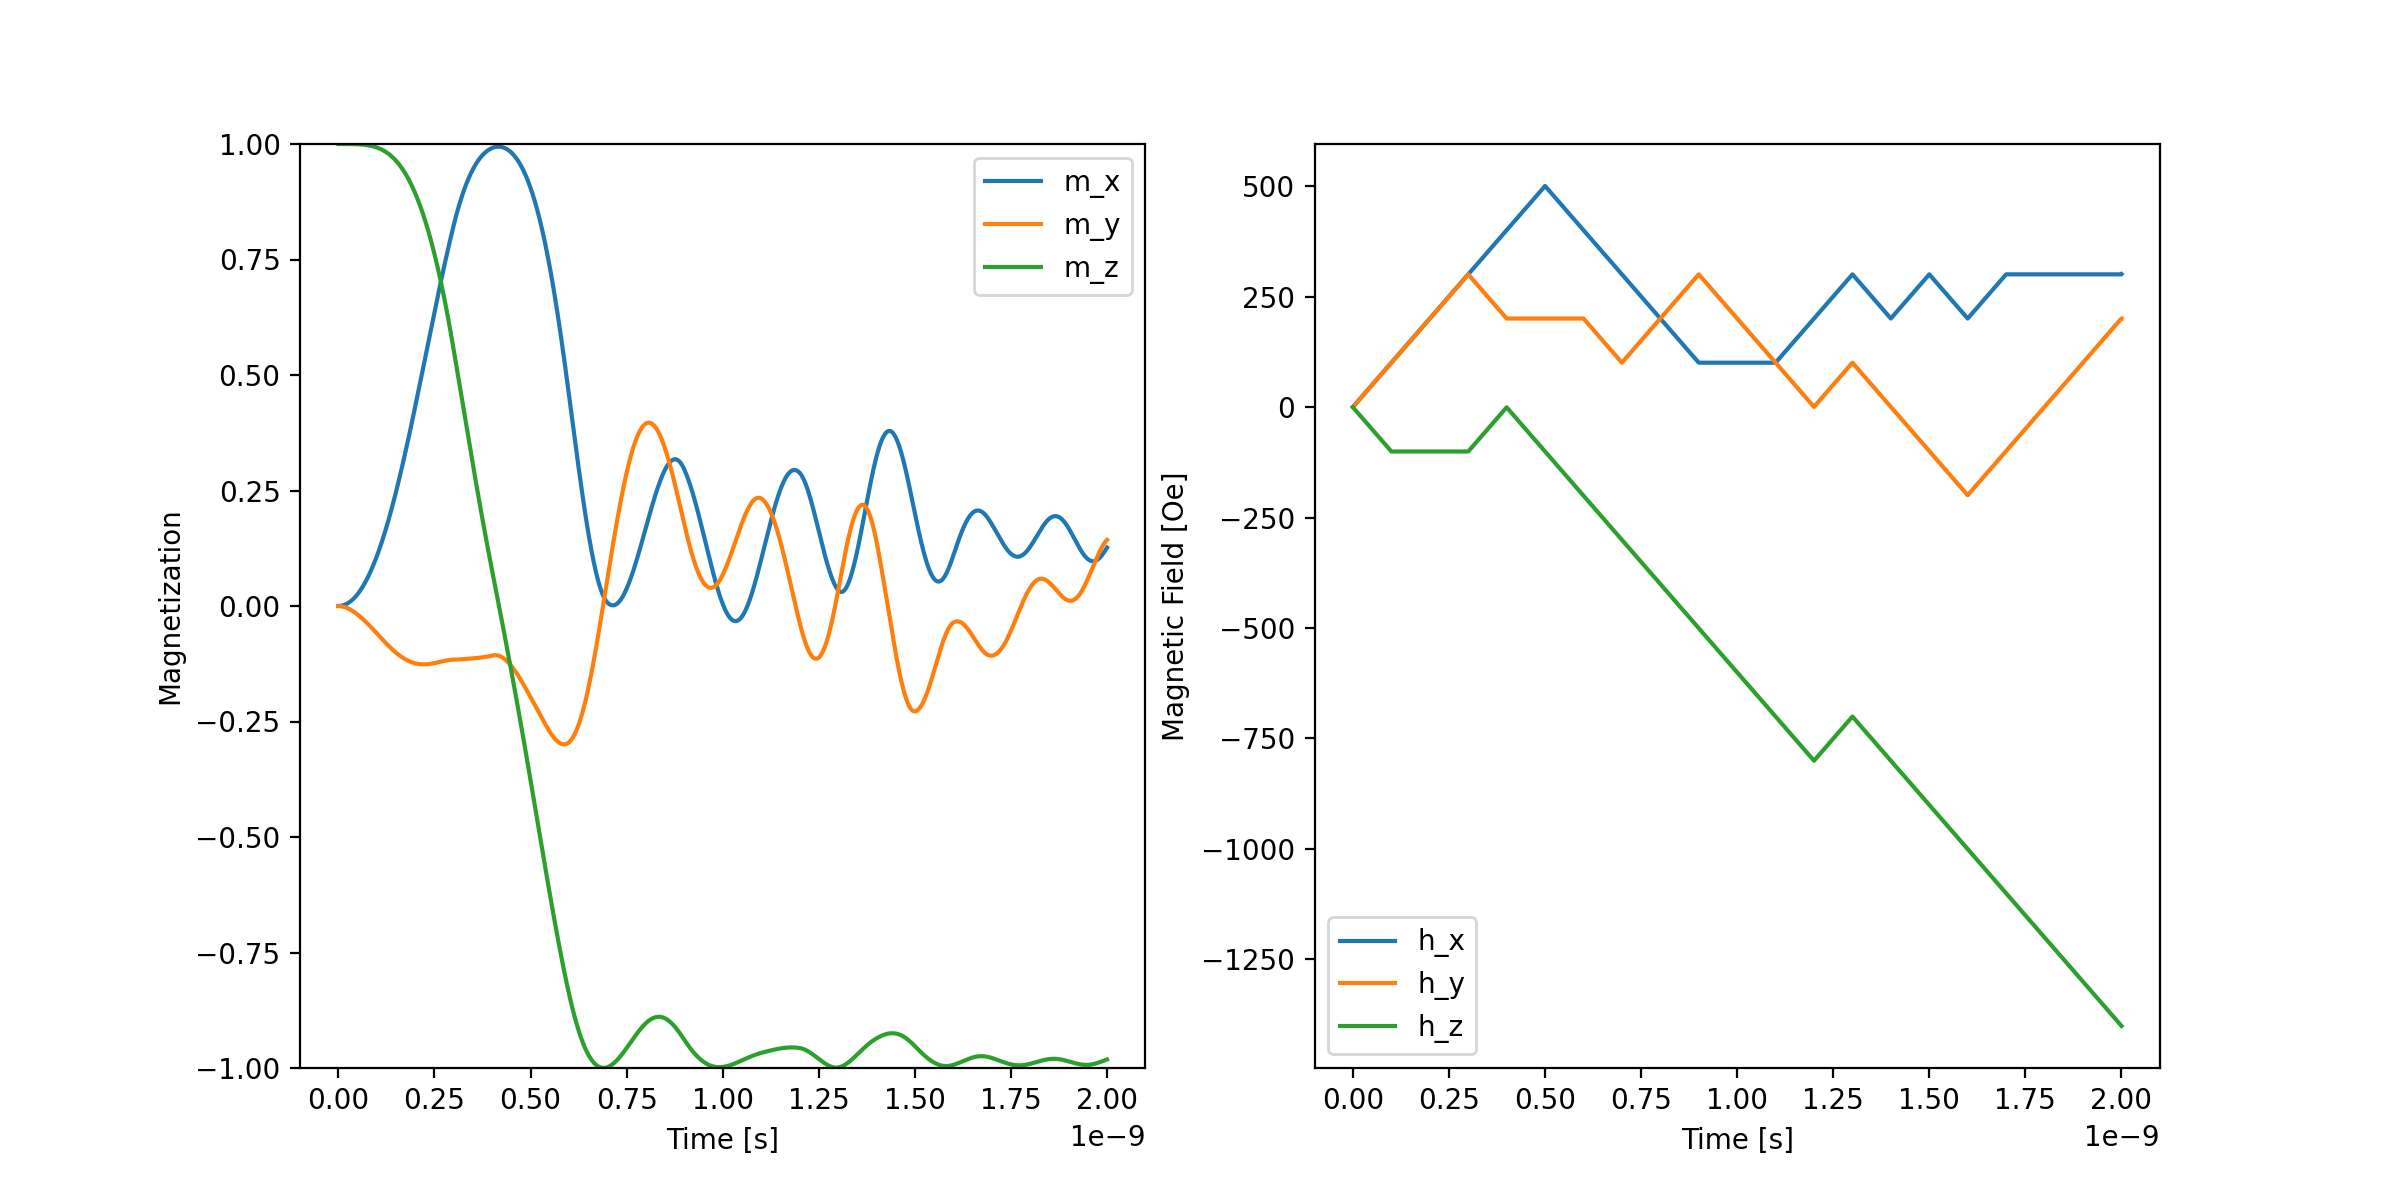 Magnetization
1.00
0.75
0.50
0.25
0.00
−0.25
−0.50
−0.75
−1.00
m_x
m_y
m_z
0.00 0.25 0.50 0.75 1.00 1.25 1.50 1.75 2.00
Time [s]
1e−9
Magnetic Field [Oe]
500
250
0
−250
−500
−750
−1000
−1250
h_x
h_y
h_z
0.00 0.25 0.50 0.75 1.00 1.25 1.50 1.75 2.00
Time [s]
1e−9